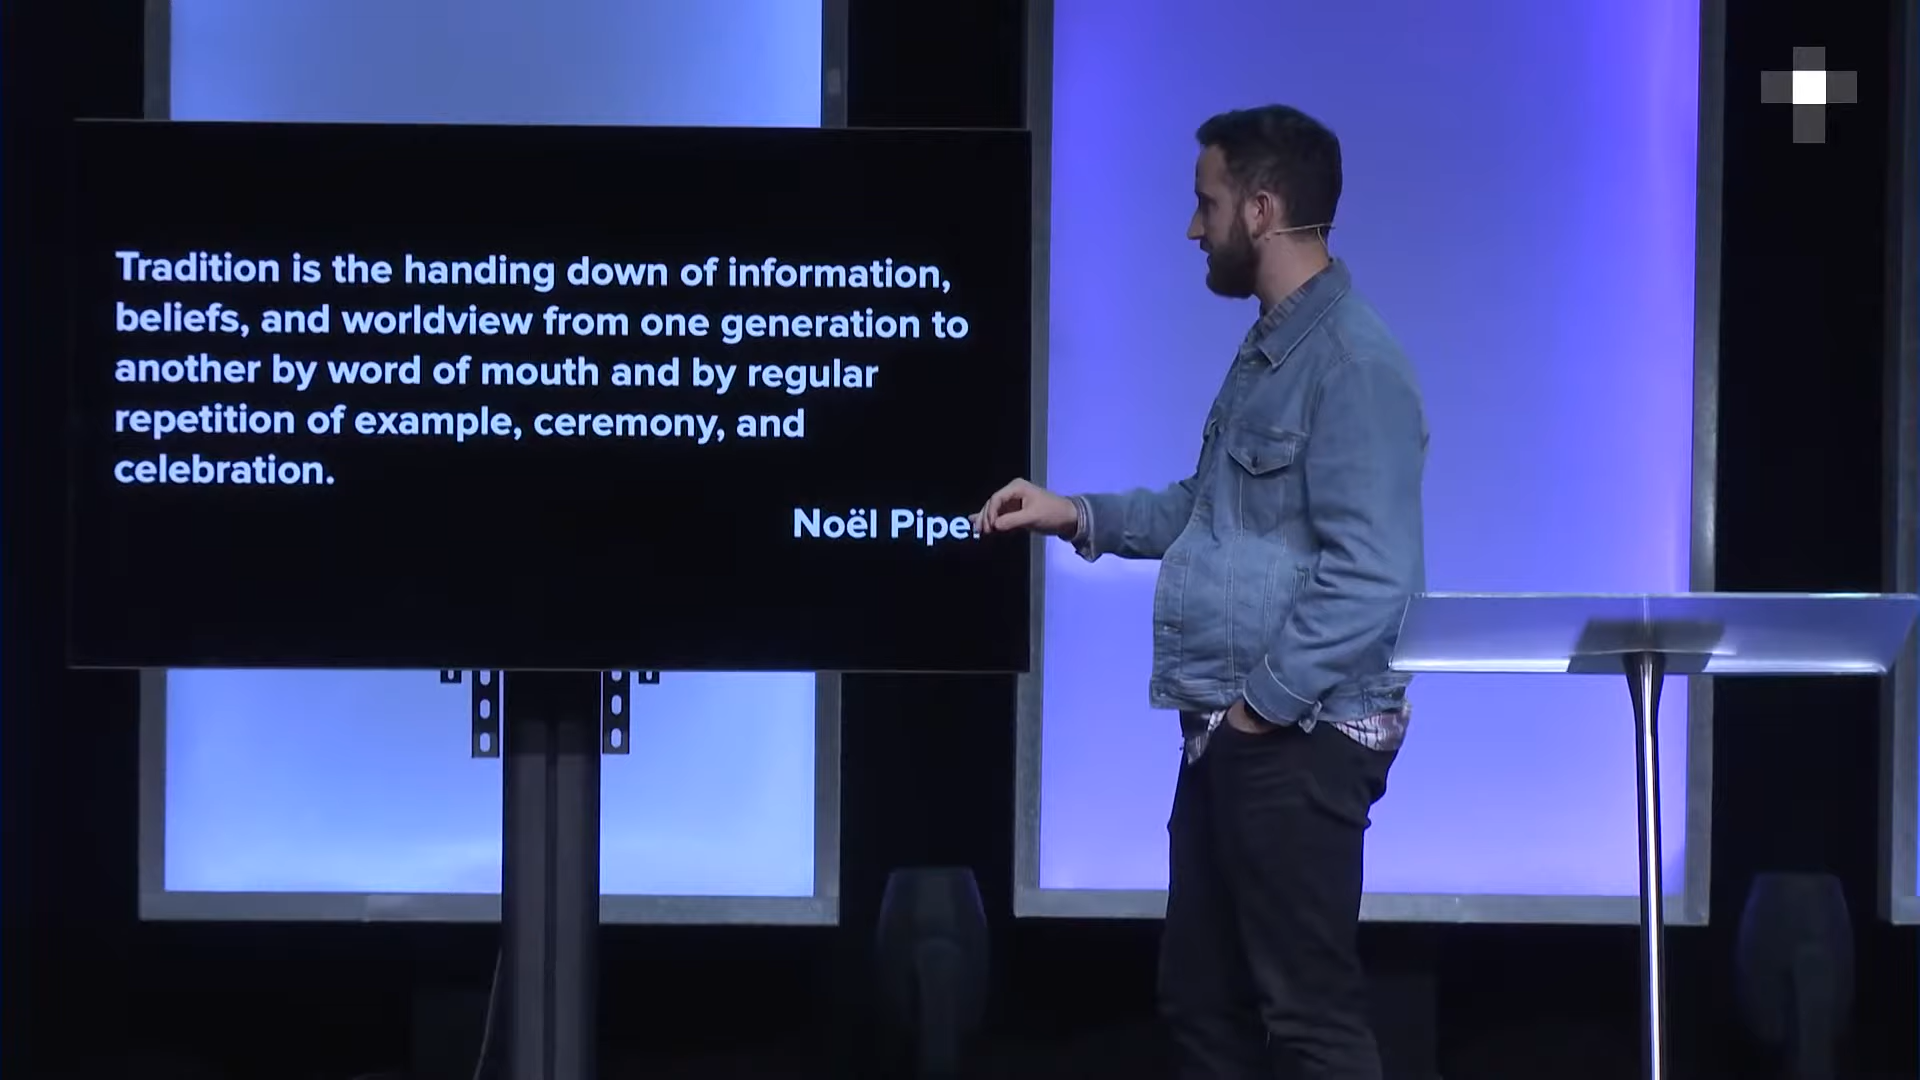 Tradition is the handing down of information,
beliefs, and worldview from one generation to
another by word of mouth and by regular
repetition of example, ceremony, and
celebration.
Noël Piper